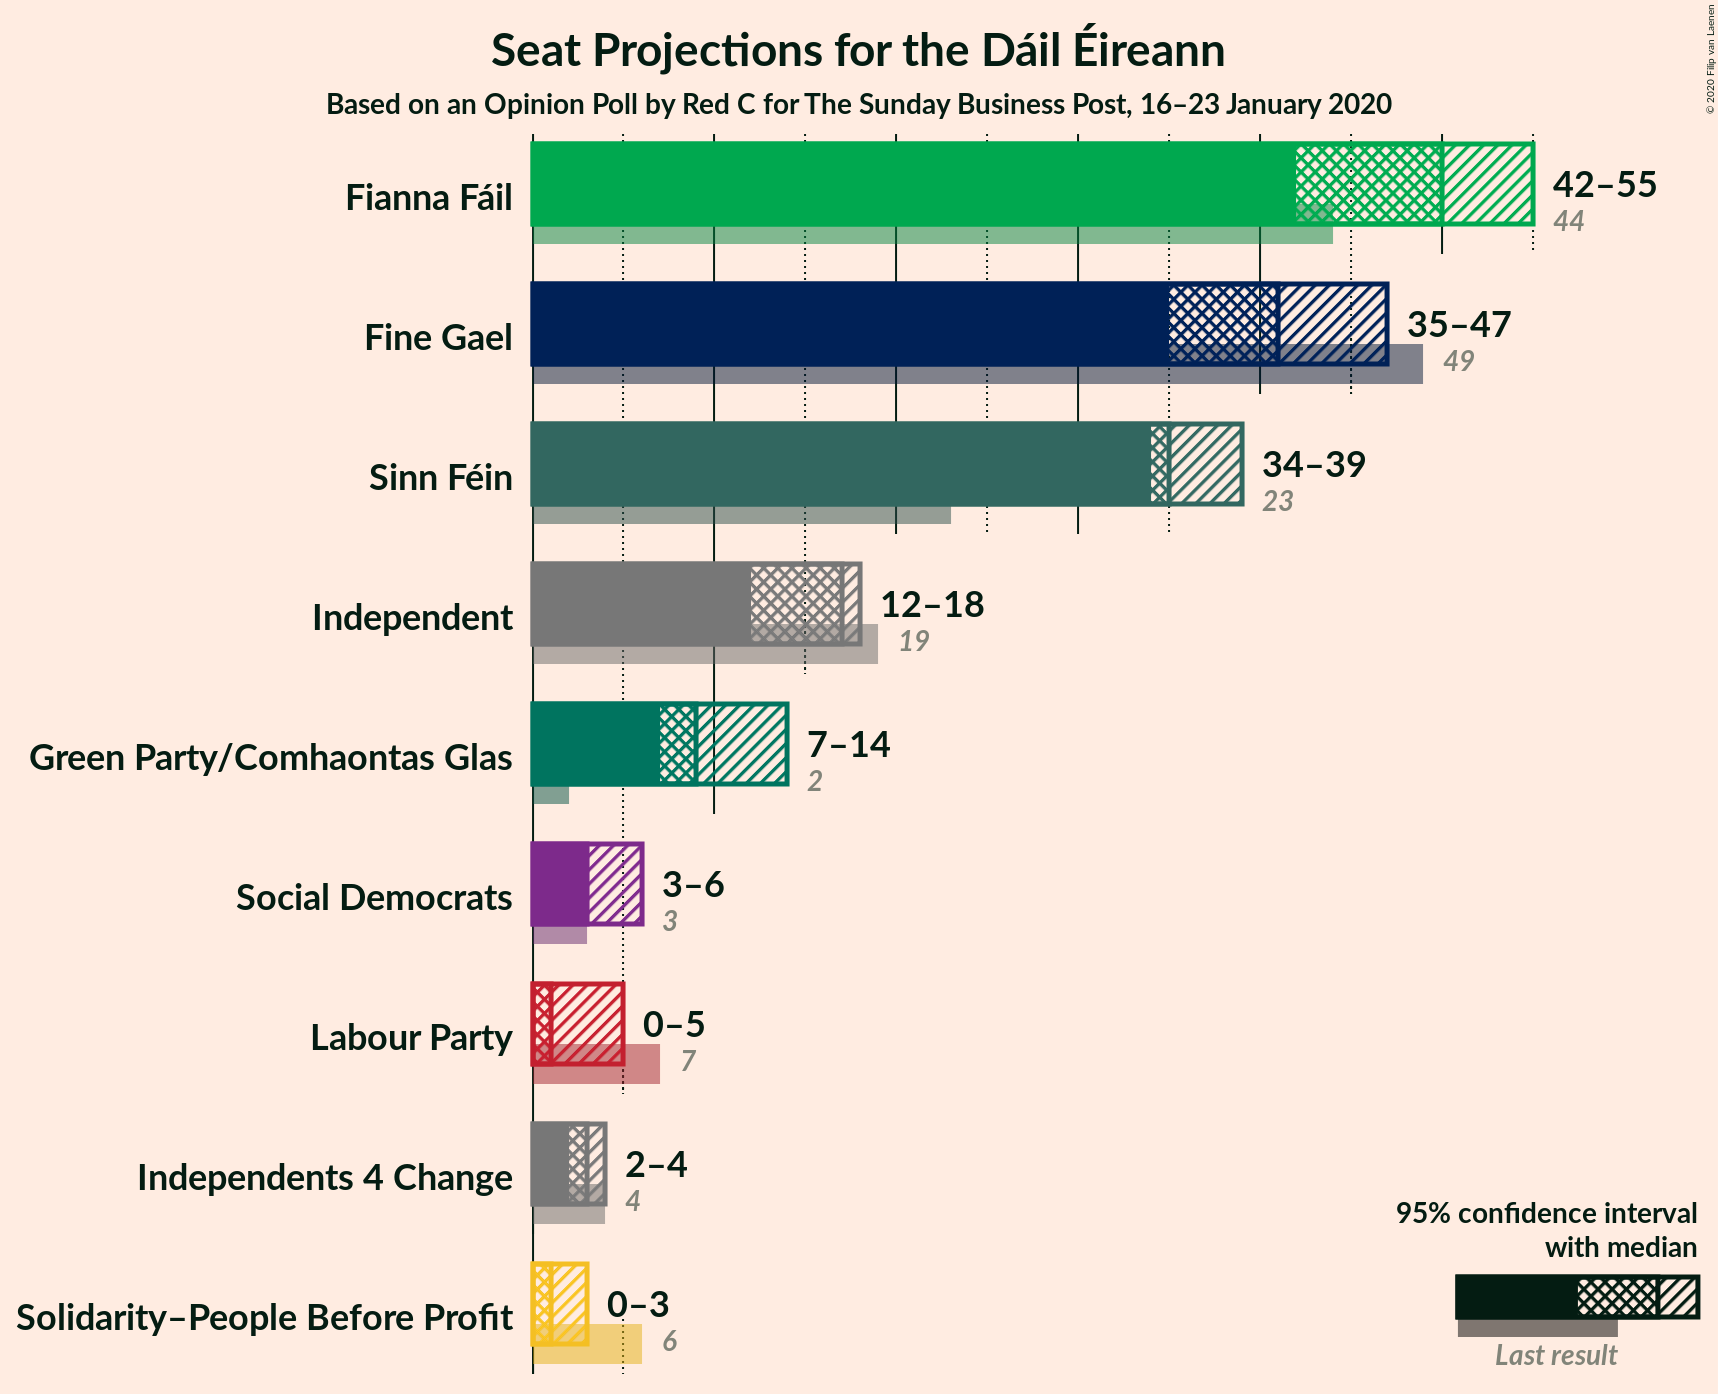 Seat Projections for the Dáil Éireann
Based on an Opinion Poll by Red C for The Sunday Business Post, 16–23 January 2020
© 2020 Filip van Laenen
Fianna Fáil
42–55
44
Fine Gael
35–47
49
Sinn Féin
34–39
23
Independent
12–18
19
Green Party/Comhaontas Glas
7–14
2
Social Democrats
3–6
3
Labour Party
0–5
7
Independents 4 Change
2–4
4
Solidarity–People Before Profit
0–3
6
95% confidence interval
with median
Last result